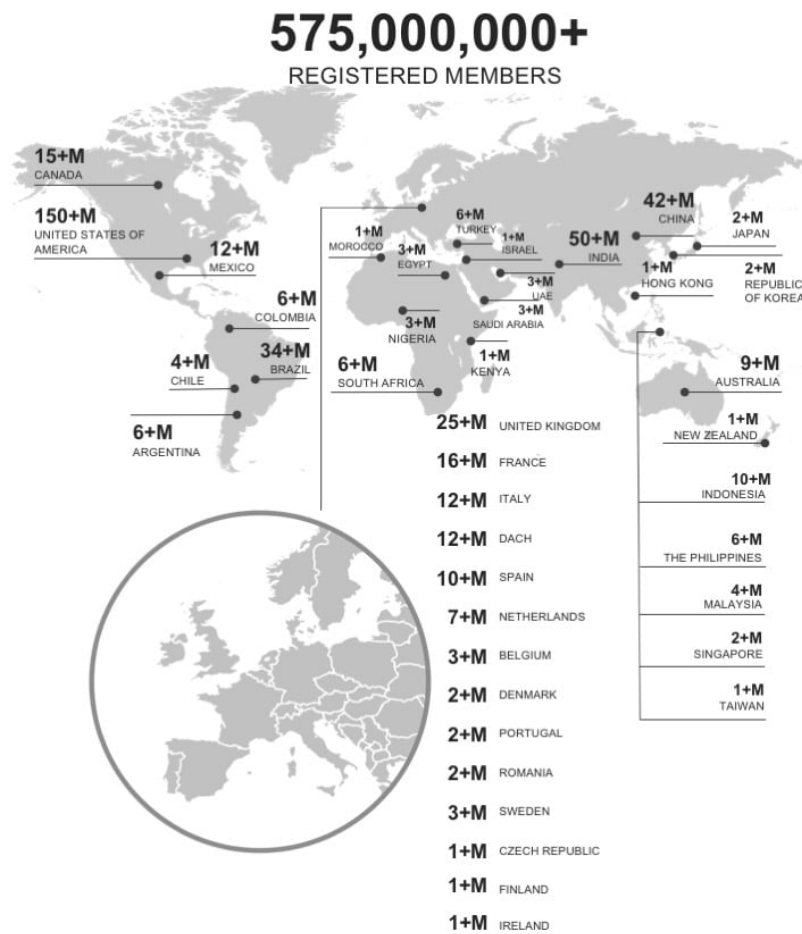 575,000,000+
REGISTERED MEMBERS
15+M
CANADA
150+M
UNITED STATES OF
AMERICA
12+M
MEXICO
6+M
COLOMBIA
34+M
BRAZIL
4+M
CHILE
6+M
ARGENTINA
1+M
MOROCCO
6+M
TURKEY
3+M
EGYPT
1+M
ISRAEL
3+M
UAE
3+M
SAUDI ARABIA
3+M
NIGERIA
1+M
KENYA
6+M
SOUTH AFRICA
50+M
INDIA
42+M
CHINA
2+M
JAPAN
1+M
HONG KONG
2+M
REPUBLIC
OF KOREA
9+M
AUSTRALIA
1+M
NEW ZEALAND
10+M
INDONESIA
6+M
THE PHILIPPINES
4+M
MALAYSIA
2+M
SINGAPORE
1+M
TAIWAN
25+M UNITED KINGDOM
16+M FRANCE
12+M ITALY
12+M DACH
10+M SPAIN
7+M NETHERLANDS
3+M BELGIUM
2+M DENMARK
2+M PORTUGAL
2+M ROMANIA
3+M SWEDEN
1+M CZECH REPUBLIC
1+M FINLAND
1+M IRELAND